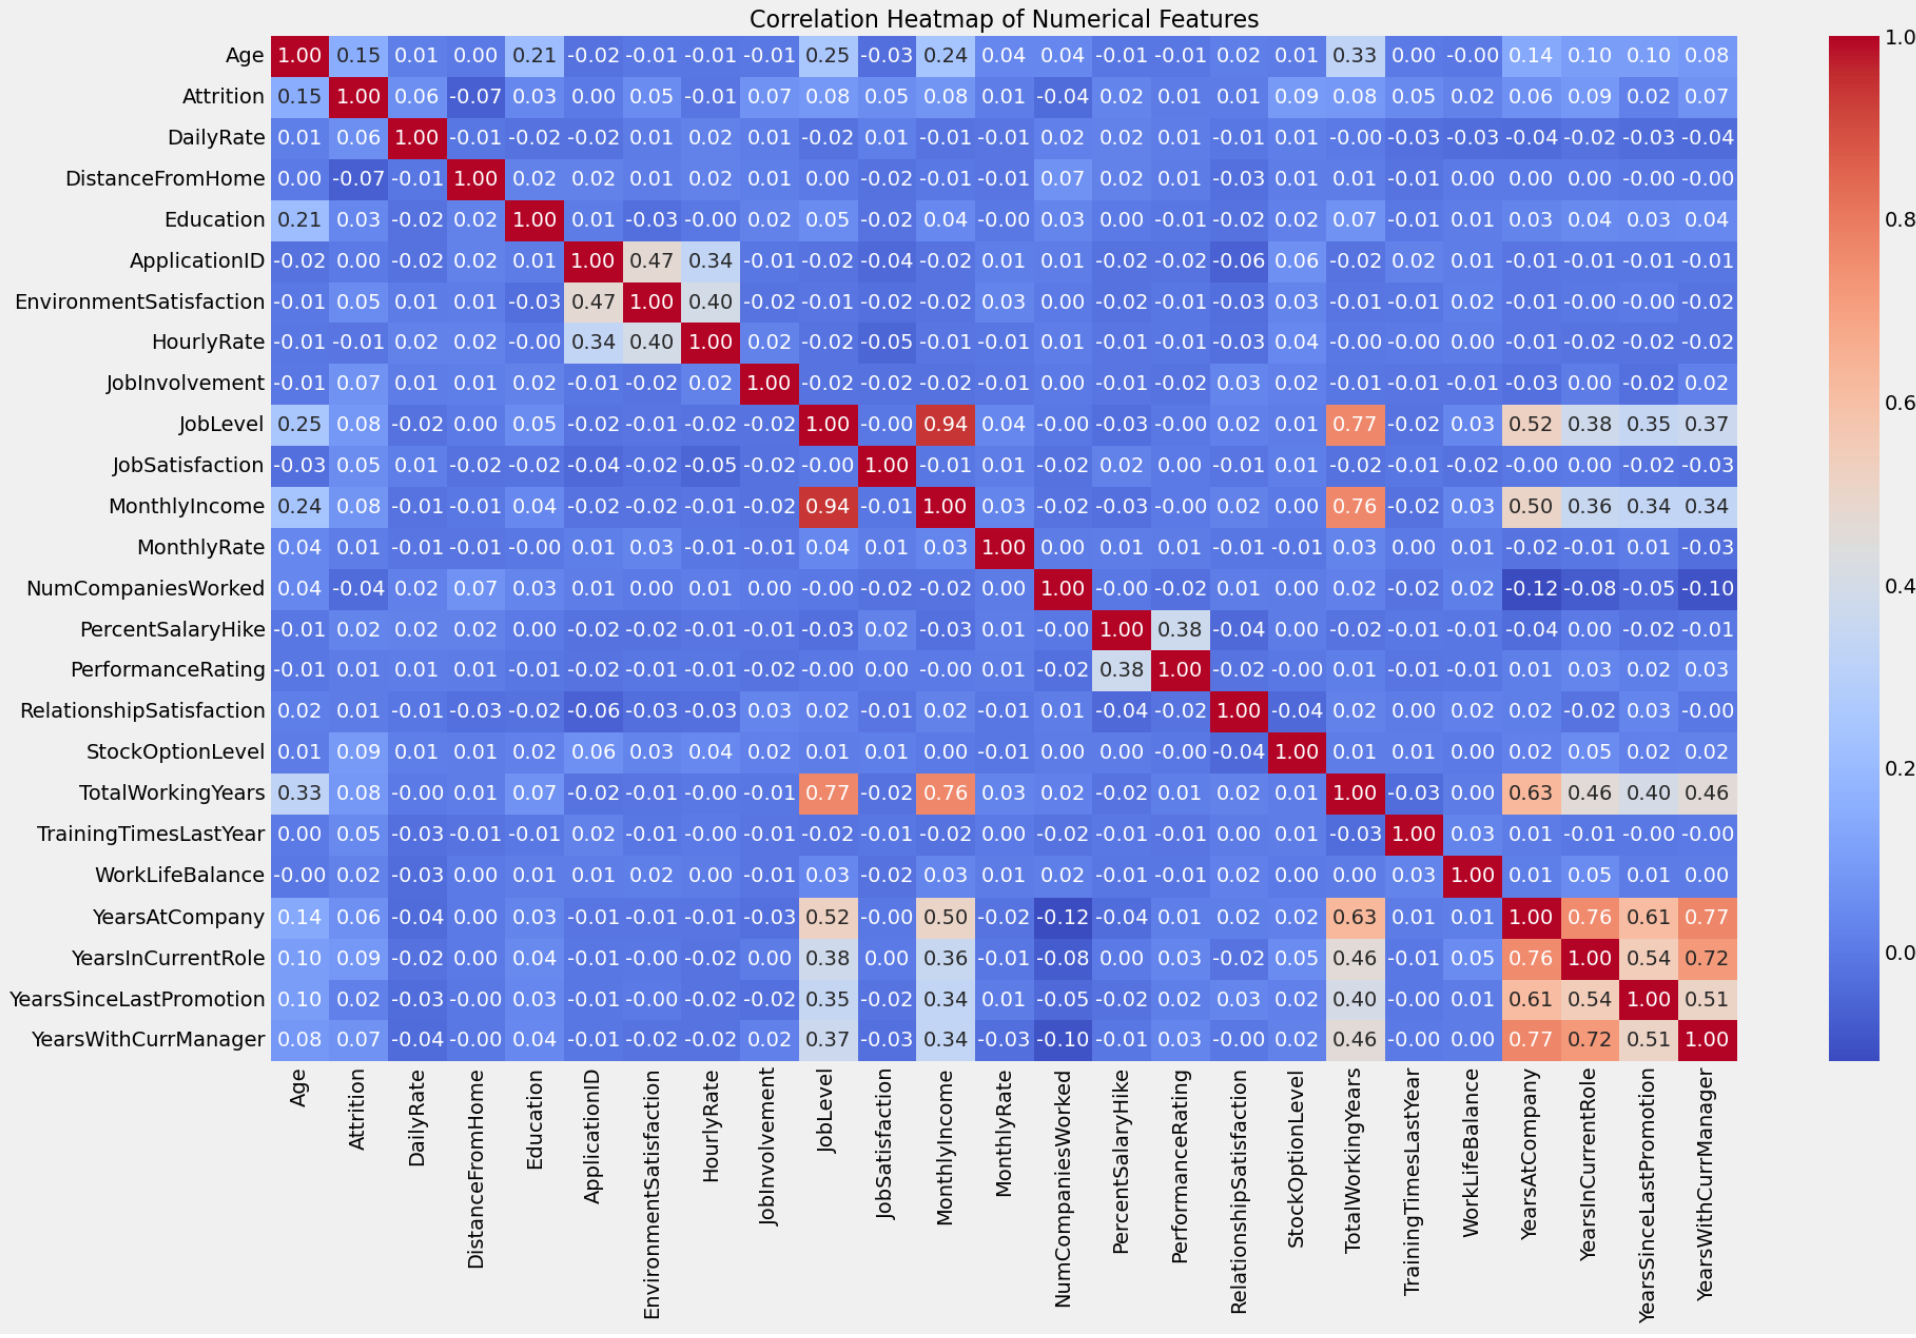 Correlation Heatmap of Numerical Features
Age 1.00 0.15 0.01 0.00 0.21 -0.02 -0.01 -0.01 -0.01 0.25 -0.03 0.24 0.04 0.04 -0.01 -0.01 0.02 0.01 0.33 0.00 -0.00 0.14 0.10 0.10 0.08
Attrition 0.15 1.00 0.06 -0.07 0.03 0.00 0.05 -0.01 0.07 0.08 0.05 0.08 0.01 -0.04 0.02 0.01 0.01 0.09 0.08 0.05 0.02 0.06 0.09 0.02 0.07
DailyRate 0.01 0.06 1.00 -0.01 -0.02 -0.02 0.01 0.02 0.01 -0.02 0.01 -0.01 -0.01 0.02 0.02 0.01 -0.01 0.01 -0.00 -0.03 -0.03 -0.04 -0.02 -0.03 -0.04
DistanceFromHome 0.00 -0.07 -0.01 1.00 0.02 0.02 0.01 0.02 0.01 0.00 -0.02 -0.01 -0.01 0.07 0.02 0.01 -0.03 0.01 0.01 -0.01 0.00 0.00 0.00 -0.00 -0.00
Education 0.21 0.03 -0.02 0.02 1.00 0.01 -0.03 -0.00 0.02 0.05 -0.02 0.04 -0.00 0.03 0.00 -0.01 -0.02 0.02 0.07 -0.01 0.01 0.03 0.04 0.03 0.04
ApplicationID -0.02 0.00 -0.02 0.02 0.01 1.00 0.47 0.34 -0.01 -0.02 -0.04 -0.02 0.01 0.01 -0.02 -0.02 -0.06 0.06 -0.02 0.02 0.01 -0.01 -0.01 -0.01 -0.01
EnvironmentSatisfaction -0.01 0.05 0.01 0.01 -0.03 0.47 1.00 0.40 -0.02 -0.01 -0.02 -0.02 0.03 0.00 -0.02 -0.01 -0.03 0.03 -0.01 -0.01 0.02 -0.01 -0.00 -0.00 -0.02
HourlyRate -0.01 -0.01 0.02 0.02 -0.00 0.34 0.40 1.00 0.02 -0.02 -0.05 -0.01 -0.01 0.01 -0.01 -0.01 -0.03 0.04 -0.00 -0.00 0.00 -0.01 -0.02 -0.02 -0.02
JobInvolvement -0.01 0.07 0.01 0.01 0.02 -0.01 -0.02 0.02 1.00 -0.02 -0.02 -0.02 -0.01 0.00 -0.01 -0.02 0.03 0.02 -0.01 -0.01 -0.01 -0.03 0.00 -0.02 0.02
JobLevel 0.25 0.08 -0.02 0.00 0.05 -0.02 -0.01 -0.02 -0.02 1.00 -0.00 0.94 0.04 -0.00 -0.03 -0.00 0.02 0.01 0.77 -0.02 0.03 0.52 0.38 0.35 0.37
JobSatisfaction -0.03 0.05 0.01 -0.02 -0.02 -0.04 -0.02 -0.05 -0.02 -0.00 1.00 -0.01 0.01 -0.02 0.02 0.00 -0.01 0.01 -0.02 -0.01 -0.02 -0.00 0.00 -0.02 -0.03
MonthlyIncome 0.24 0.08 -0.01 -0.01 0.04 -0.02 -0.02 -0.01 -0.02 0.94 -0.01 1.00 0.03 -0.02 -0.03 -0.00 0.02 0.00 0.76 -0.02 0.03 0.50 0.36 0.34 0.34
MonthlyRate 0.04 0.01 -0.01 -0.01 -0.00 0.01 0.03 -0.01 -0.01 0.04 0.01 0.03 1.00 0.00 0.01 0.01 -0.01 -0.01 0.03 0.00 0.01 -0.02 -0.01 0.01 -0.03
NumCompaniesWorked 0.04 -0.04 0.02 0.07 0.03 0.01 0.00 0.01 0.00 -0.00 -0.02 -0.02 0.00 1.00 -0.00 -0.02 0.01 0.00 0.02 -0.02 0.02 -0.12 -0.08 -0.05 -0.10
PercentSalaryHike -0.01 0.02 0.02 0.02 0.00 -0.02 -0.02 -0.01 -0.01 -0.03 0.02 -0.03 0.01 -0.00 1.00 0.38 -0.04 0.00 -0.02 -0.01 -0.01 -0.04 0.00 -0.02 -0.01
PerformanceRating -0.01 0.01 0.01 0.01 -0.01 -0.02 -0.01 -0.01 -0.02 -0.00 0.00 -0.00 0.01 -0.02 0.38 1.00 -0.02 -0.00 0.01 -0.01 -0.01 0.01 0.03 0.02 0.03
RelationshipSatisfaction 0.02 0.01 -0.01 -0.03 -0.02 -0.06 -0.03 -0.03 0.03 0.02 -0.01 0.02 -0.01 0.01 -0.04 -0.02 1.00 -0.04 0.02 0.00 0.02 0.02 -0.02 0.03 -0.00
StockOptionLevel 0.01 0.09 0.01 0.01 0.02 0.06 0.03 0.04 0.02 0.01 0.01 0.00 -0.01 0.00 0.00 -0.00 -0.04 1.00 0.01 0.01 0.00 0.02 0.05 0.02 0.02
TotalWorkingYears 0.33 0.08 -0.00 0.01 0.07 -0.02 -0.01 -0.00 -0.01 0.77 -0.02 0.76 0.03 0.02 -0.02 0.01 0.02 0.01 1.00 -0.03 0.00 0.63 0.46 0.40 0.46
TrainingTimesLastYear 0.00 0.05 -0.03 -0.01 -0.01 0.02 -0.01 -0.00 -0.01 -0.02 -0.01 -0.02 0.00 -0.02 -0.01 -0.01 0.00 0.01 -0.03 1.00 0.03 0.01 -0.01 -0.00 -0.00
WorkLifeBalance -0.00 0.02 -0.03 0.00 0.01 0.01 0.02 0.00 -0.01 0.03 -0.02 0.03 0.01 0.02 -0.01 -0.01 0.02 0.00 0.00 0.03 1.00 0.01 0.05 0.01 0.00
YearsAtCompany 0.14 0.06 -0.04 0.00 0.03 -0.01 -0.01 -0.01 -0.03 0.52 -0.00 0.50 -0.02 -0.12 -0.04 0.01 0.02 0.02 0.63 0.01 0.01 1.00 0.76 0.61 0.77
YearsInCurrentRole 0.10 0.09 -0.02 0.00 0.04 -0.01 -0.00 -0.02 0.00 0.38 0.00 0.36 -0.01 -0.08 0.00 0.03 -0.02 0.05 0.46 -0.01 0.05 0.76 1.00 0.54 0.72
YearsSinceLastPromotion 0.10 0.02 -0.03 -0.00 0.03 -0.01 -0.00 -0.02 -0.02 0.35 -0.02 0.34 0.01 -0.05 -0.02 0.02 0.03 0.02 0.40 -0.00 0.01 0.61 0.54 1.00 0.51
YearsWithCurrManager 0.08 0.07 -0.04 -0.00 0.04 -0.01 -0.02 -0.02 0.02 0.37 -0.03 0.34 -0.03 -0.10 -0.01 0.03 -0.00 0.02 0.46 -0.00 0.00 0.77 0.72 0.51 1.00
Age
Attrition
DailyRate
DistanceFromHome
Education
ApplicationID
EnvironmentSatisfaction
HourlyRate
JobInvolvement
JobLevel
JobSatisfaction
MonthlyIncome
MonthlyRate
NumCompaniesWorked
PercentSalaryHike
PerformanceRating
RelationshipSatisfaction
StockOptionLevel
TotalWorkingYears
TrainingTimesLastYear
WorkLifeBalance
YearsAtCompany
YearsInCurrentRole
YearsSinceLastPromotion
YearsWithCurrManager
1.0
0.8
0.6
0.4
0.2
0.0